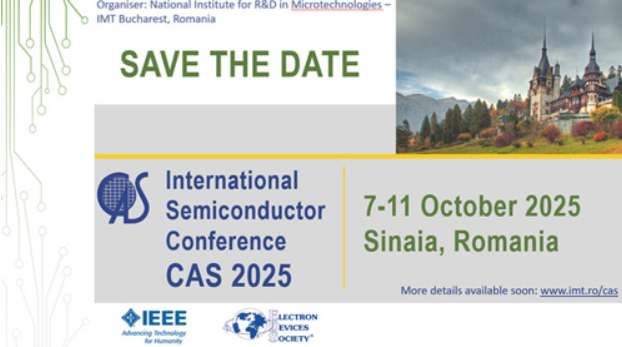 Organiser: National Institute for R&D in Microtechnologies –
IMT Bucharest, Romania
SAVE THE DATE
CAS
International
Semiconductor
Conference
CAS 2025
7-11 October 2025
Sinaia, Romania
More details available soon: www.imt.ro/cas
IEEE
Advancing Technology
for Humanity
ELECTRON
DEVICES
SOCIETY®